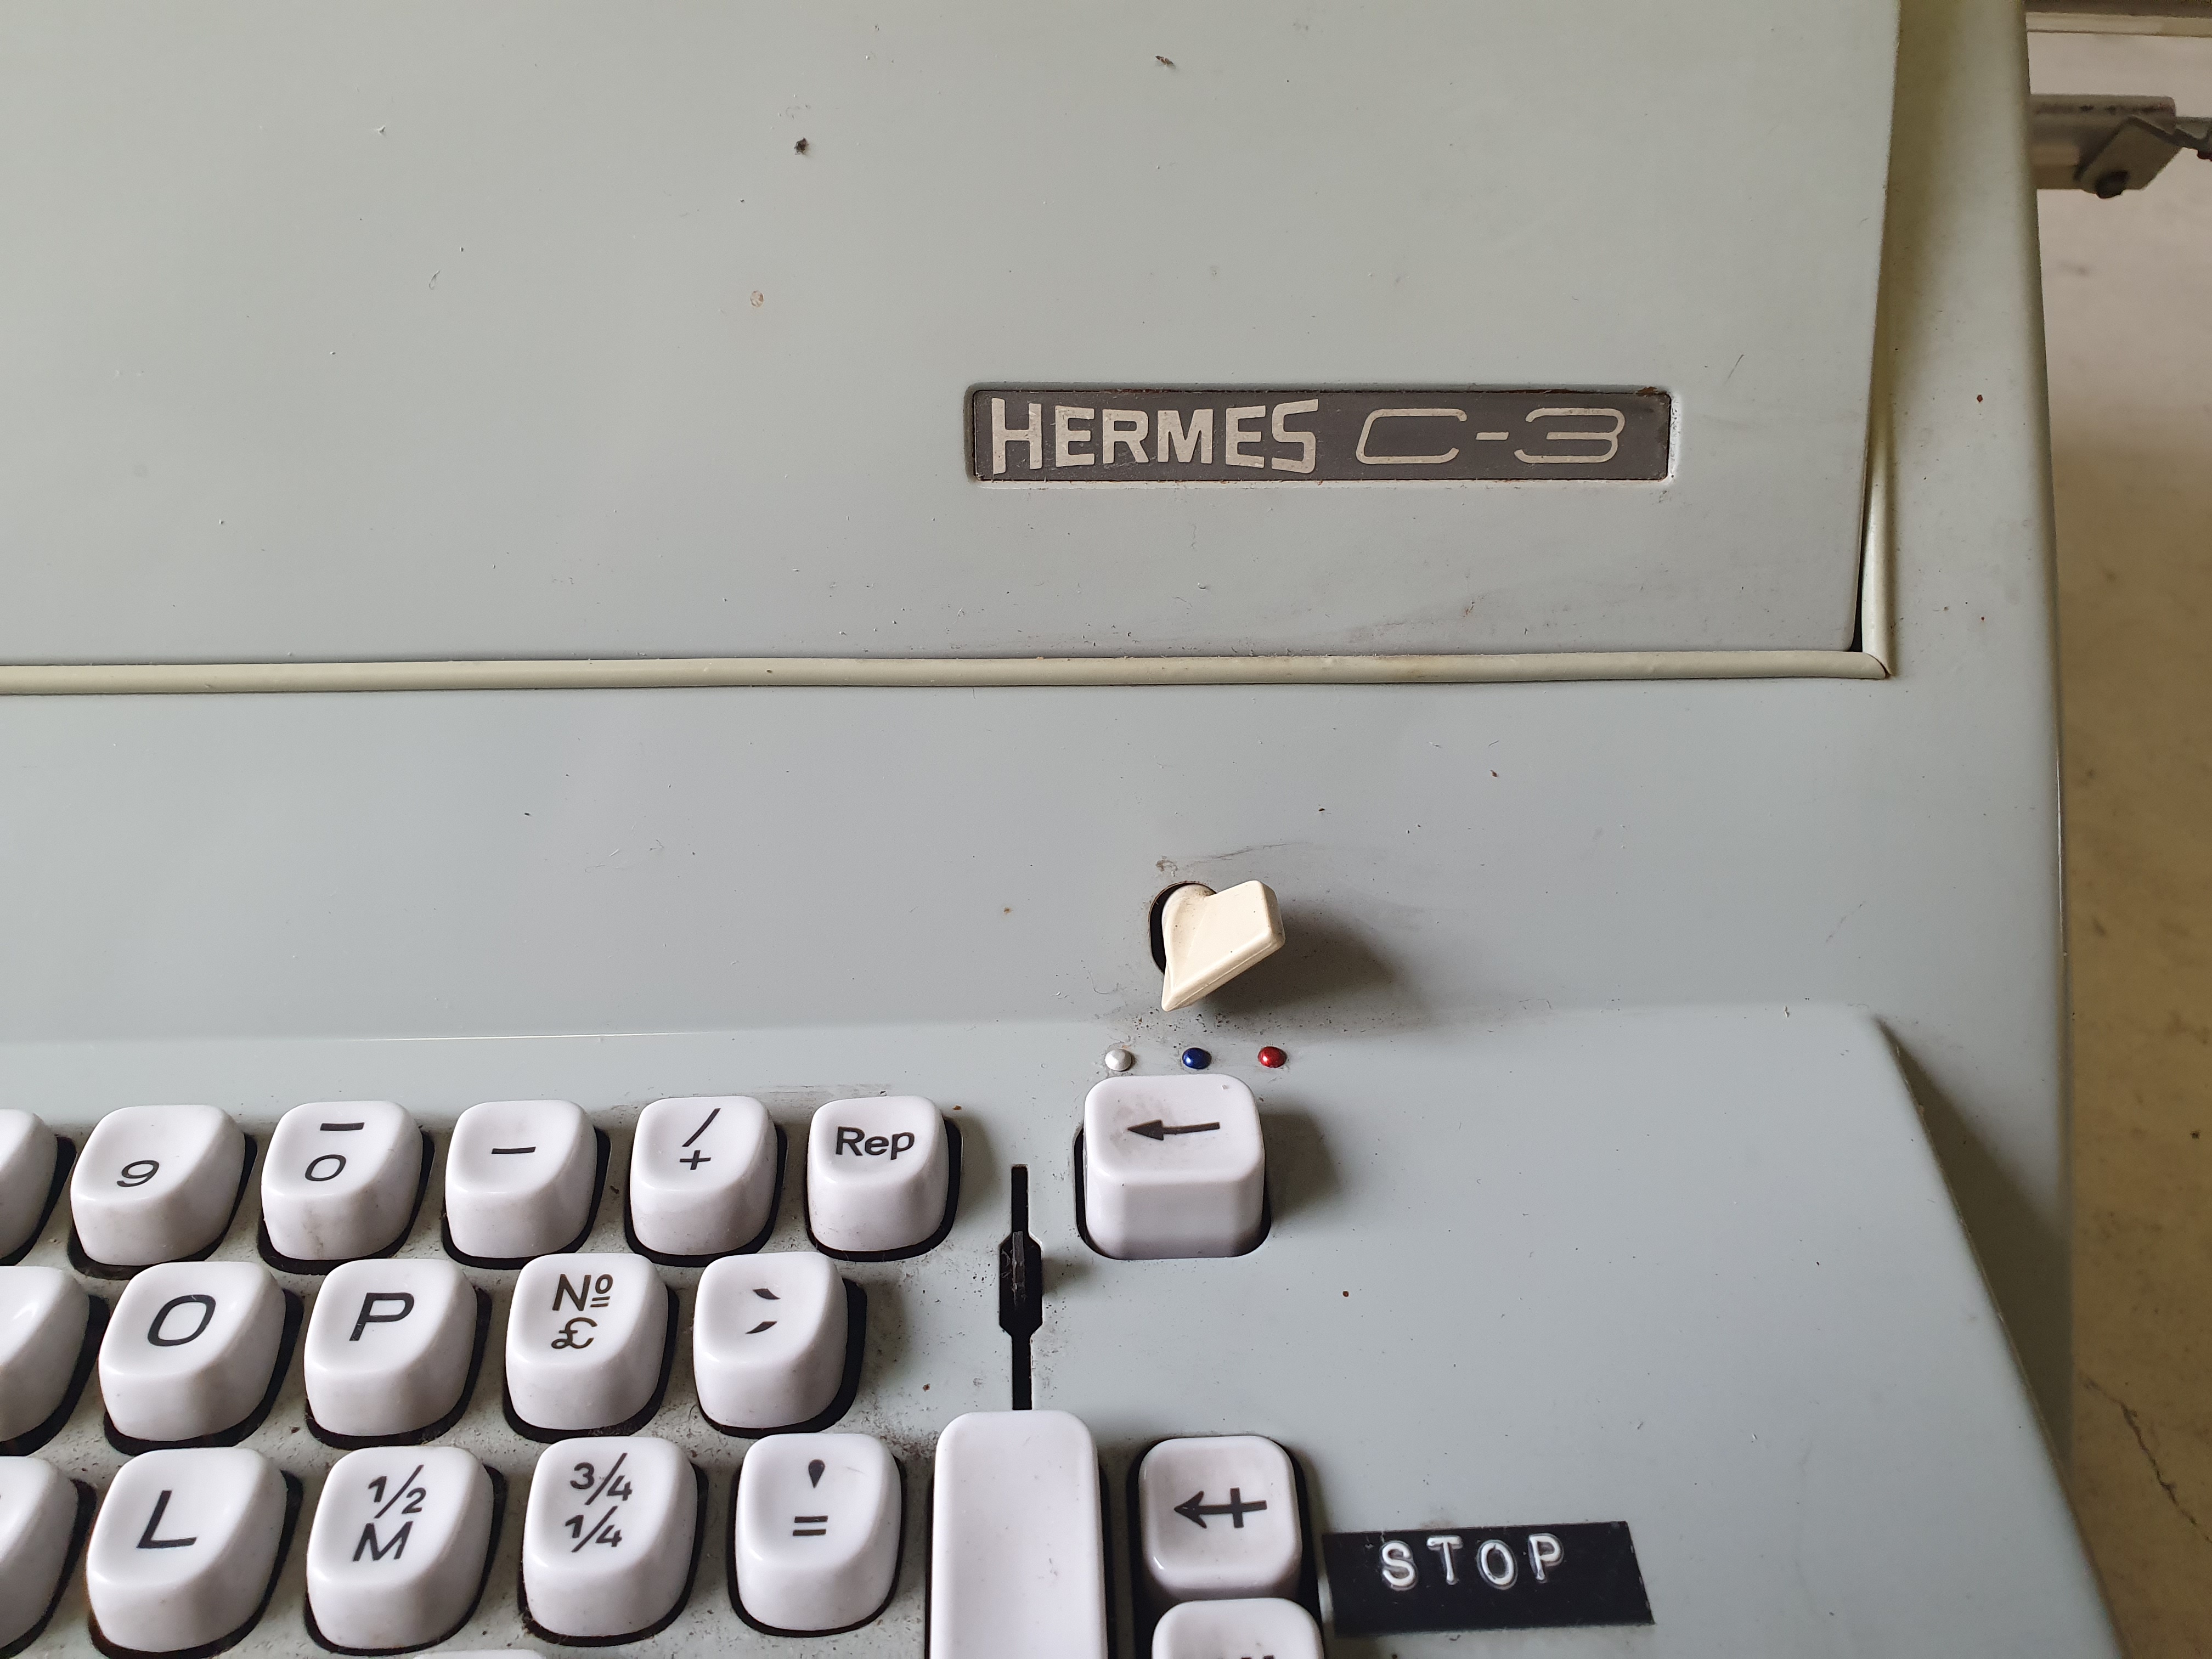 HERMES C-3
9
—
0
—
/
+
Rep
←
O
P
Nº
£
L
1/2
M
3/4
1/4
'
=
STOP